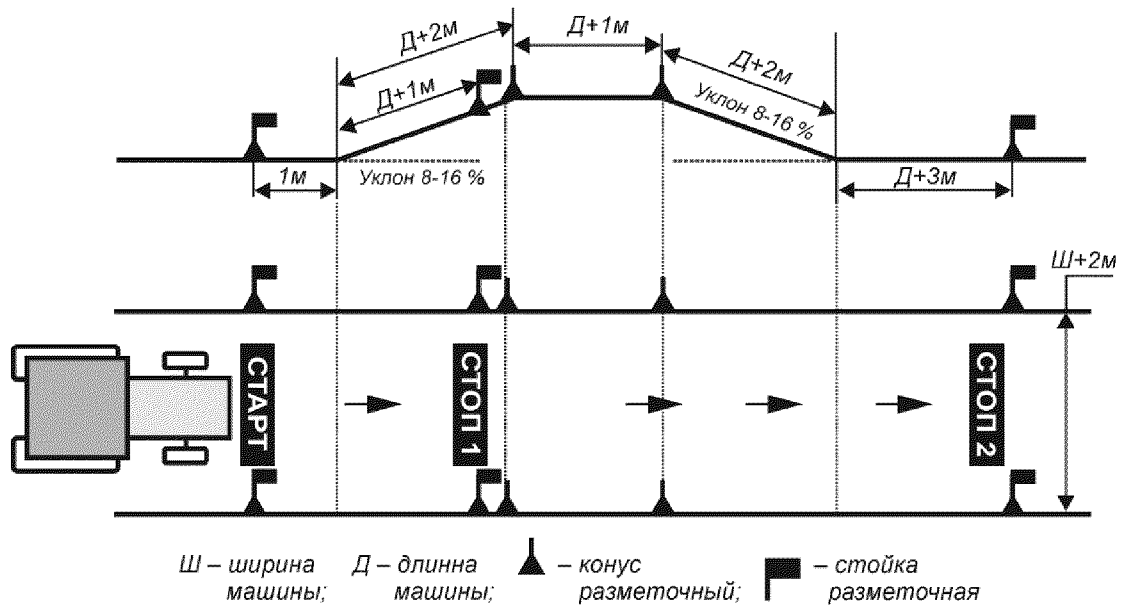 Д+2м
Д+1м
Д+2м
Д+1м
Уклон 8-16 %
1м
Уклон 8-16 %
Д+3м
Ш+2м
СТАРТ
СТОП 1
СТОП 2
Ш – ширина
машины;
Д – длинна
машины;
– конус
разметочный;
– стойка
разметочная